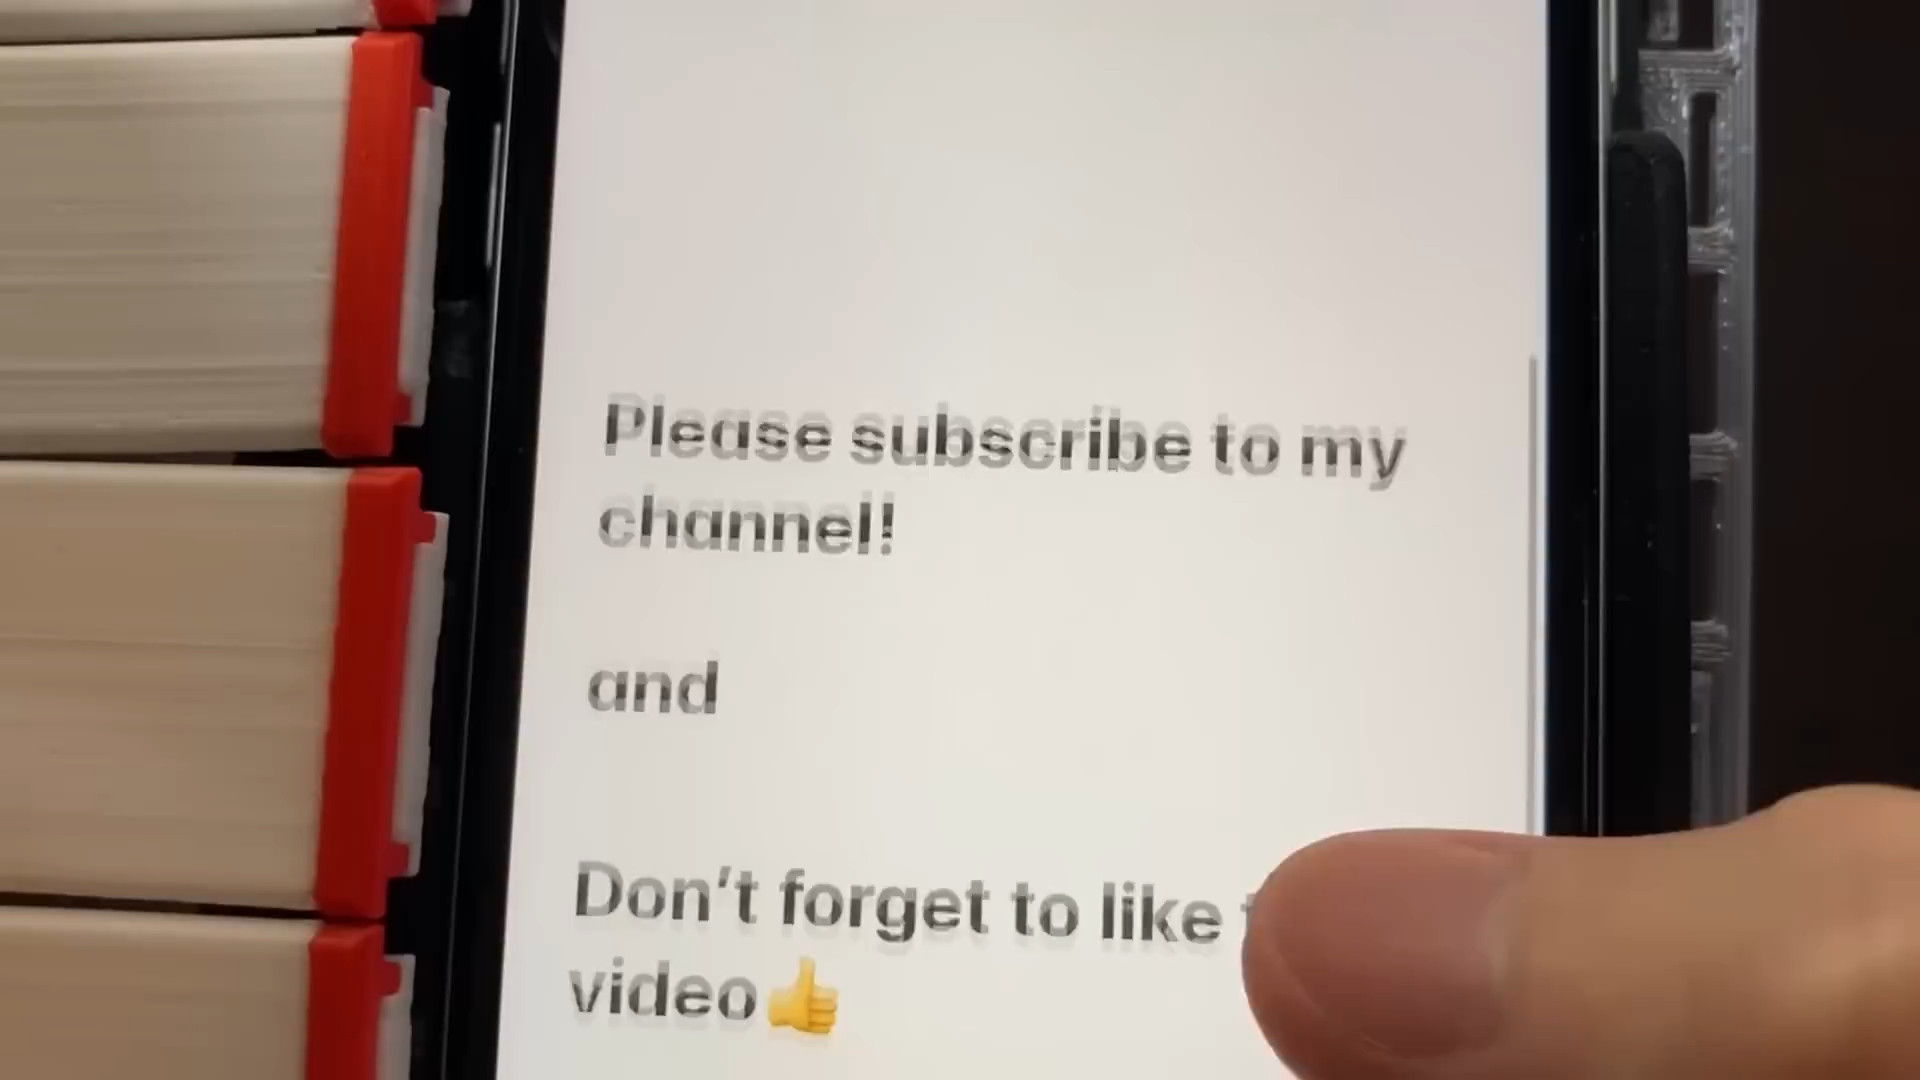 Please subscribe to my
channel!
and
Don't forget to like
video👍